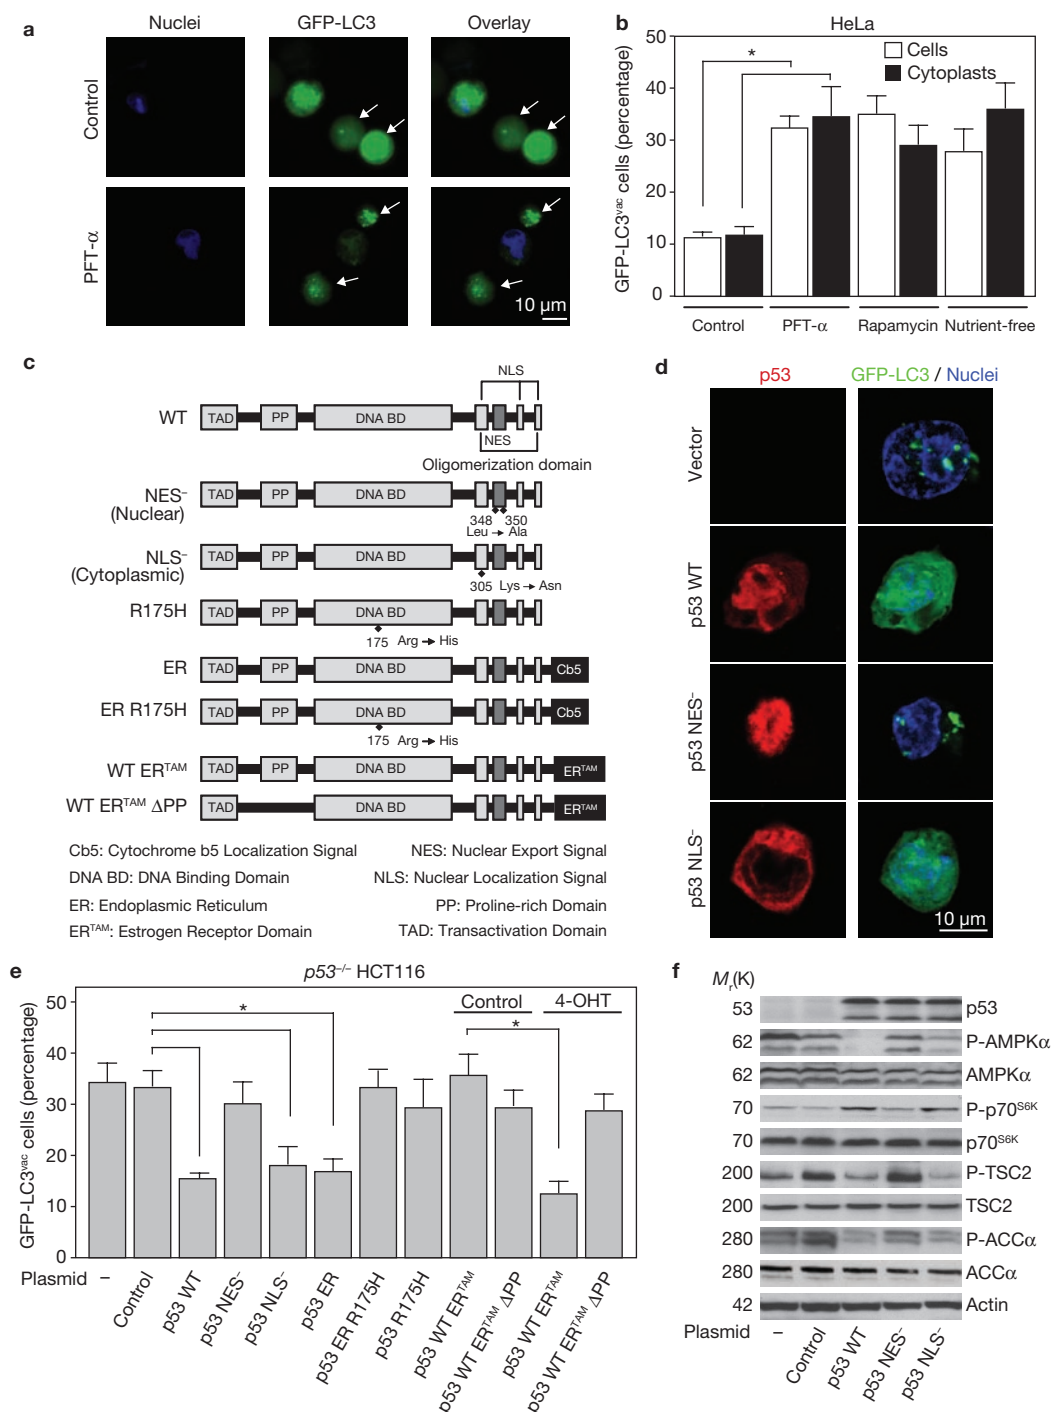 a
Nuclei GFP-LC3 Overlay
Control
PFT-α
10 µm
b
HeLa
GFP-LC3vac cells (percentage)
50
40
30
20
10
0
Cells
Cytoplasts
*
Control PFT-α Rapamycin Nutrient-free
c
NLS
WT TAD PP DNA BD
NES
Oligomerization domain
NES– (Nuclear) TAD PP DNA BD
348 350
Leu → Ala
NLS– (Cytoplasmic) TAD PP DNA BD
305 Lys → Asn
R175H TAD PP DNA BD
175 Arg → His
ER TAD PP DNA BD Cb5
ER R175H TAD PP DNA BD Cb5
175 Arg → His
WT ERTAM TAD PP DNA BD ERTAM
WT ERTAM ΔPP TAD DNA BD ERTAM
Cb5: Cytochrome b5 Localization Signal NES: Nuclear Export Signal
DNA BD: DNA Binding Domain NLS: Nuclear Localization Signal
ER: Endoplasmic Reticulum PP: Proline-rich Domain
ERTAM: Estrogen Receptor Domain TAD: Transactivation Domain
d
p53 GFP-LC3 / Nuclei
Vector
p53 WT
p53 NES–
p53 NLS–
10 µm
e
p53–/– HCT116
GFP-LC3vac cells (percentage)
50
40
30
20
10
0
Control 4-OHT
* *
Plasmid – Control p53 WT p53 NES– p53 NLS– p53 ER p53 ER R175H p53 R175H p53 WT ERTAM p53 WT ERTAM ΔPP p53 WT ERTAM p53 WT ERTAM ΔPP
f
Mr(K)
53 p53
62 P-AMPKα
62 AMPKα
70 P-p70S6K
70 p70S6K
200 P-TSC2
200 TSC2
280 P-ACCα
280 ACCα
42 Actin
Plasmid – Control p53 WT p53 NES– p53 NLS–